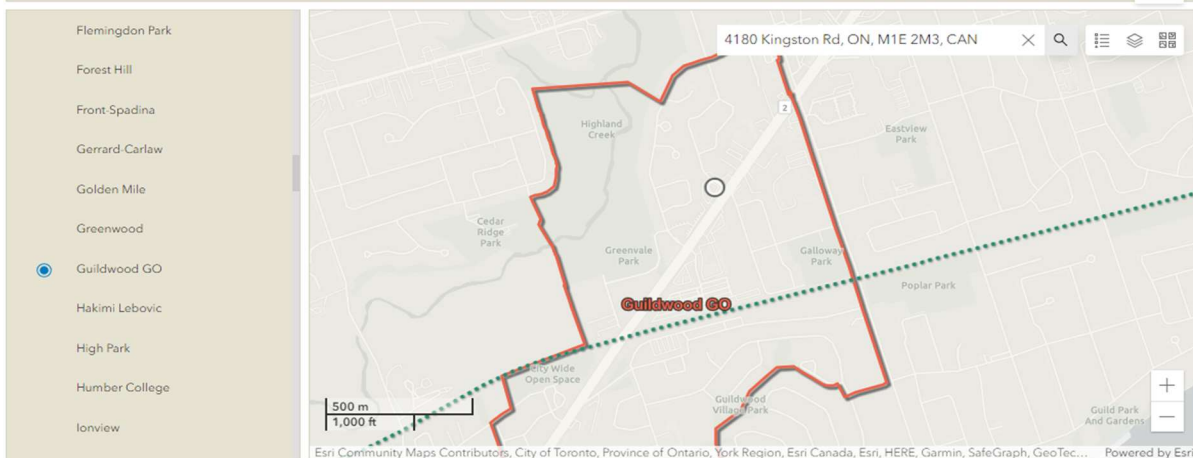 Flemingdon Park
Forest Hill
Front-Spadina
Gerrard-Carlaw
Golden Mile
Greenwood
Guildwood GO
Hakimi Lebovic
High Park
Humber College
Ionview
4180 Kingston Rd, ON, M1E 2M3, CAN
2
Highland
Creek
Eastview
Park
Cedar
Ridge
Park
Greenvale
Park
Galloway
Park
Poplar Park
Guildwood GO
City Wide
Open Space
Guildwood
Village Park
Guild Park
And Gardens
500 m
1,000 ft
Esri Community Maps Contributors, City of Toronto, Province of Ontario, York Region, Esri Canada, Esri, HERE, Garmin, SafeGraph, GeoTec...
Powered by Esri